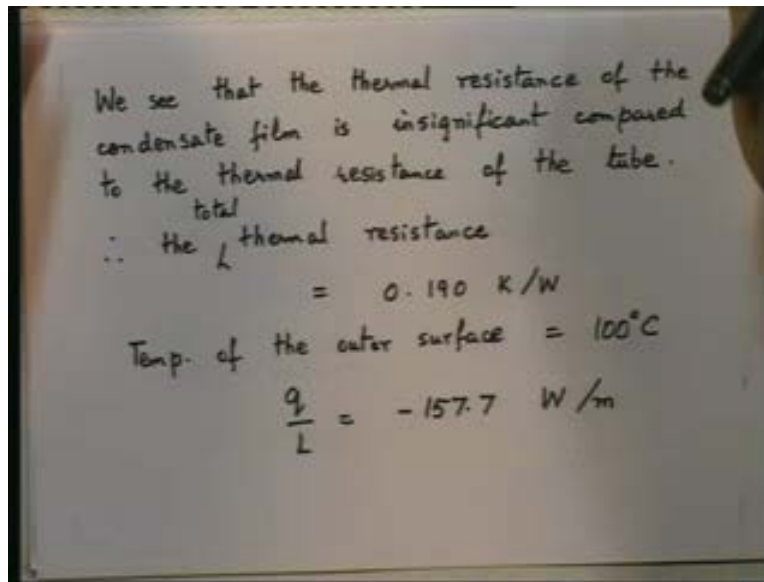 We see that the thermal resistance of the
condensate film is insignificant compared
to the thermal resistance of the tube.
total
∴ the thermal resistance
= 0.190 K/W
Temp. of the outer surface = 100°C
q/L = -157.7 W/m